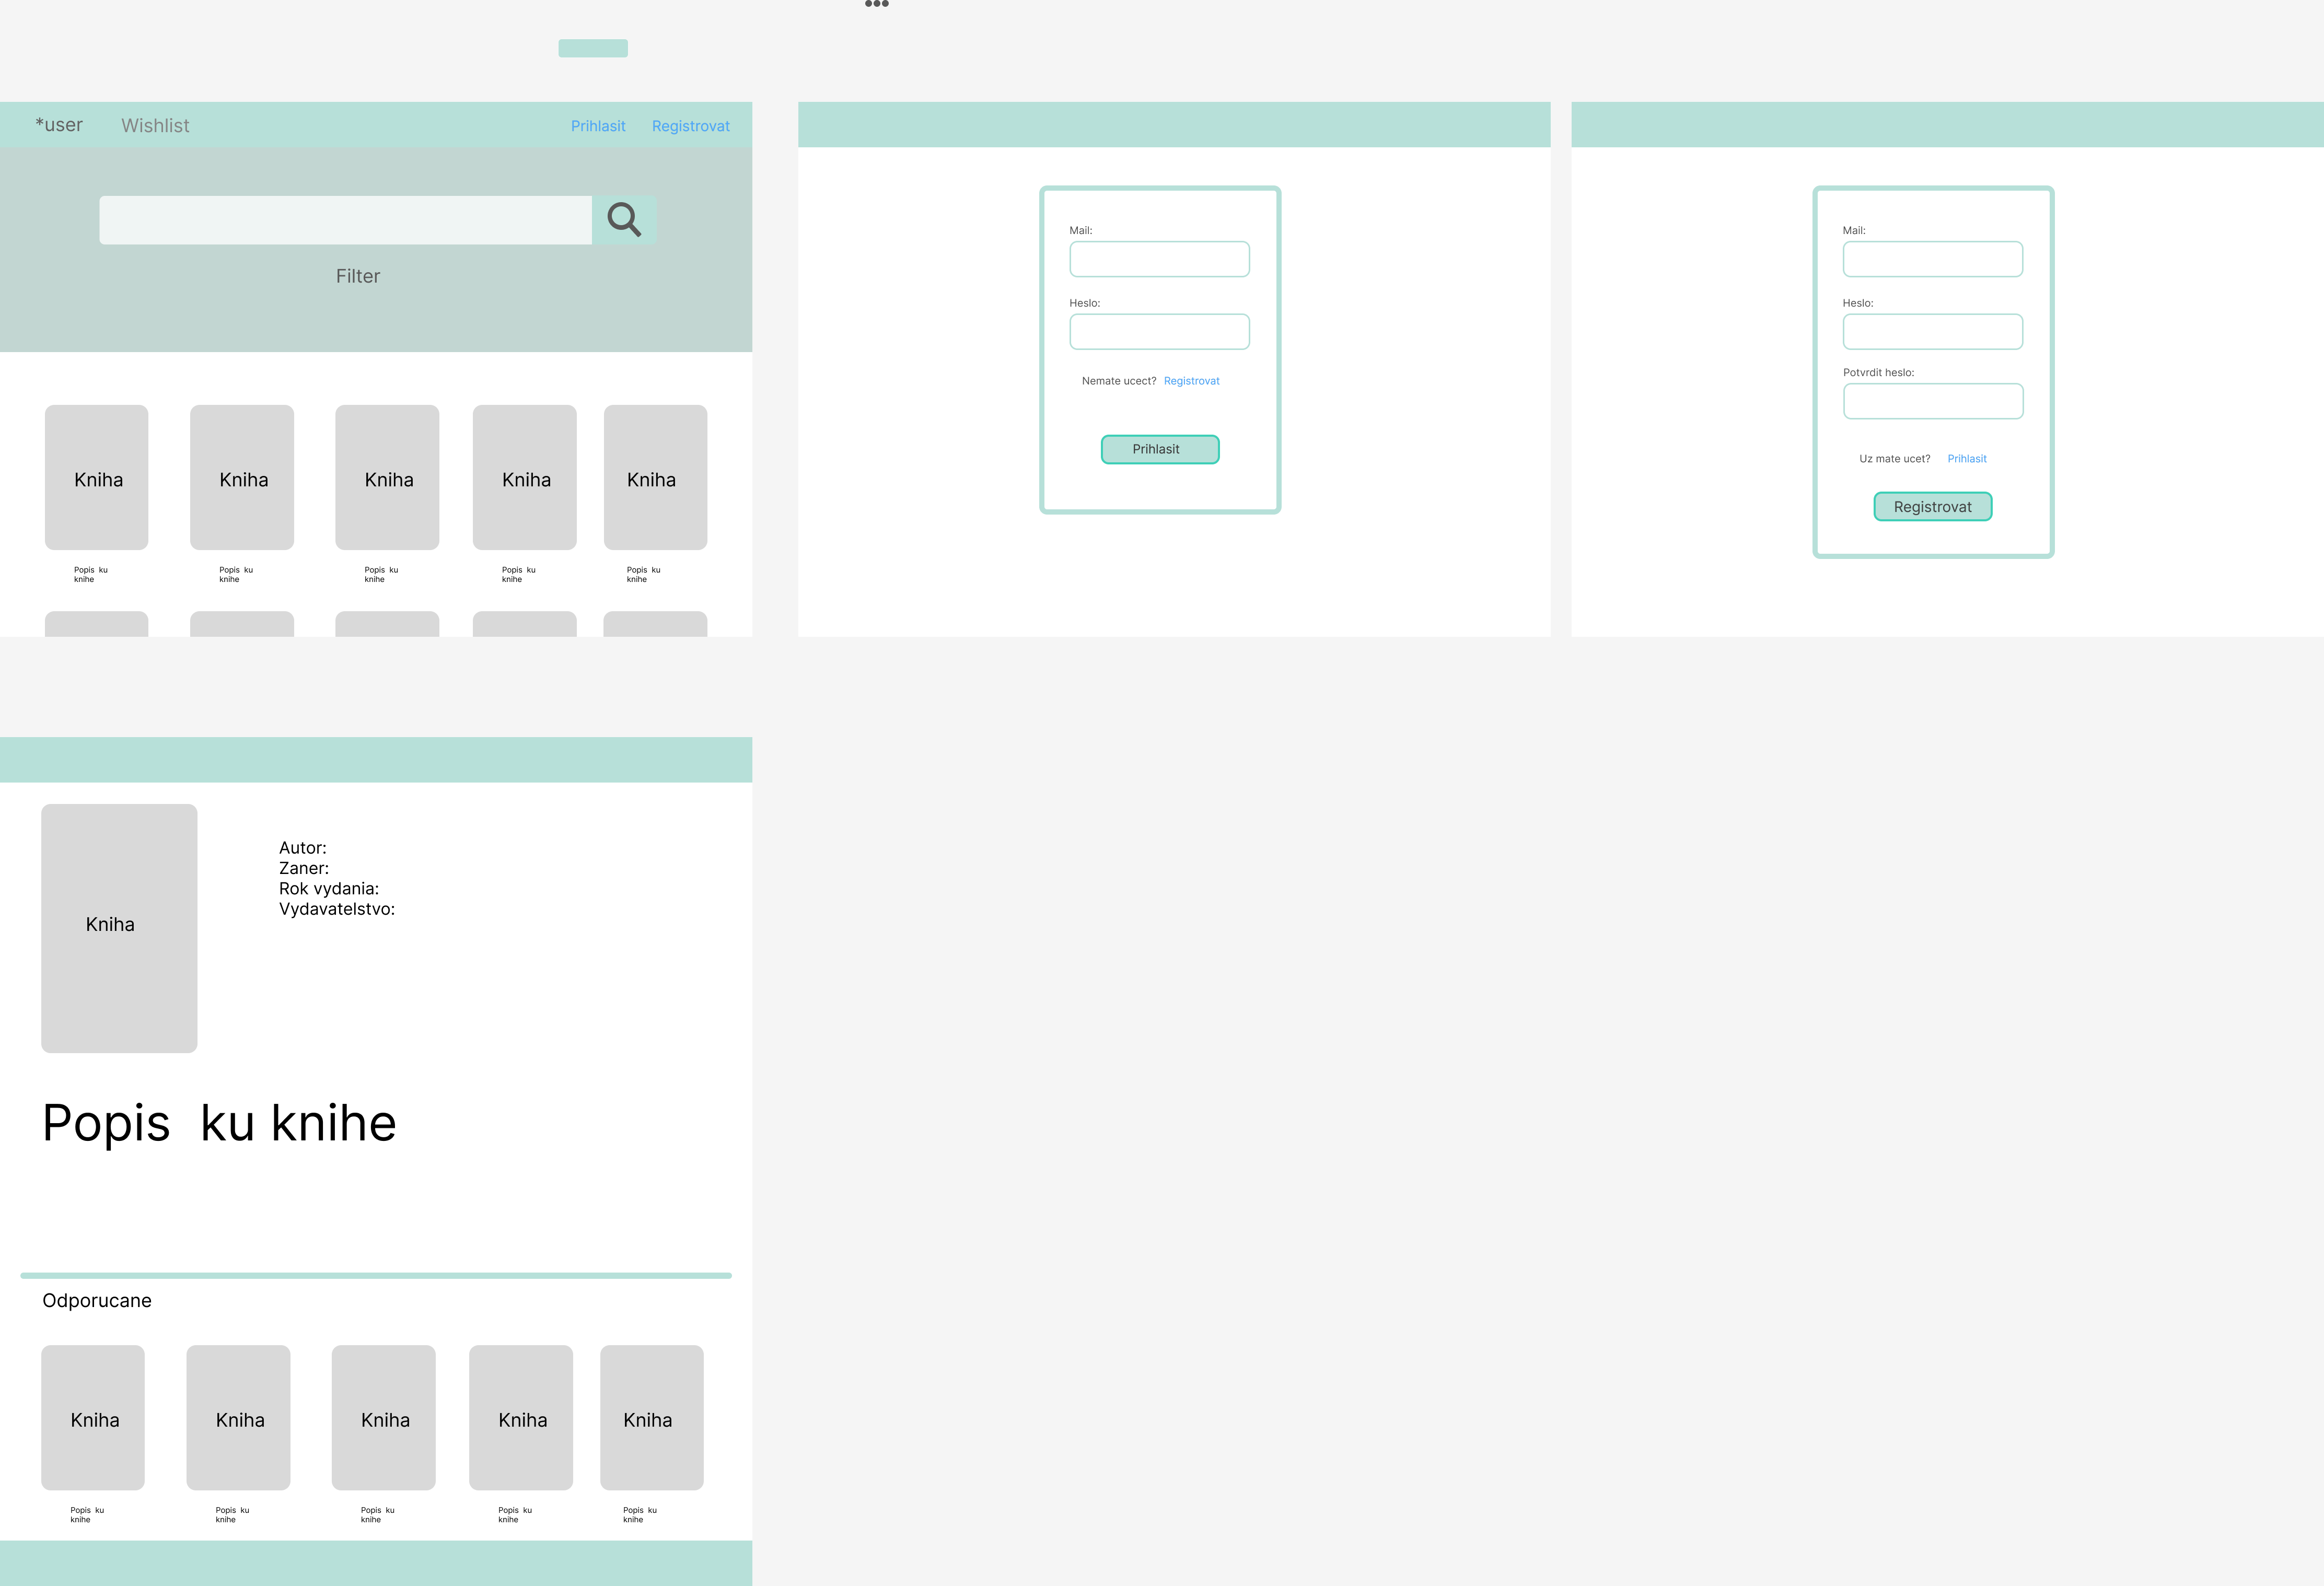 *user Wishlist Prihlasit Registrovat
Filter
Kniha Kniha Kniha Kniha Kniha
Popis ku Popis ku Popis ku Popis ku Popis ku
knihe knihe knihe knihe knihe
Mail:
Heslo:
Nemate ucect? Registrovat
Prihlasit
Mail:
Heslo:
Potvrdit heslo:
Uz mate ucet? Prihlasit
Registrovat
Kniha
Autor:
Zaner:
Rok vydania:
Vydavatelstvo:
Popis ku knihe
Odporucane
Kniha Kniha Kniha Kniha Kniha
Popis ku Popis ku Popis ku Popis ku Popis ku
knihe knihe knihe knihe knihe